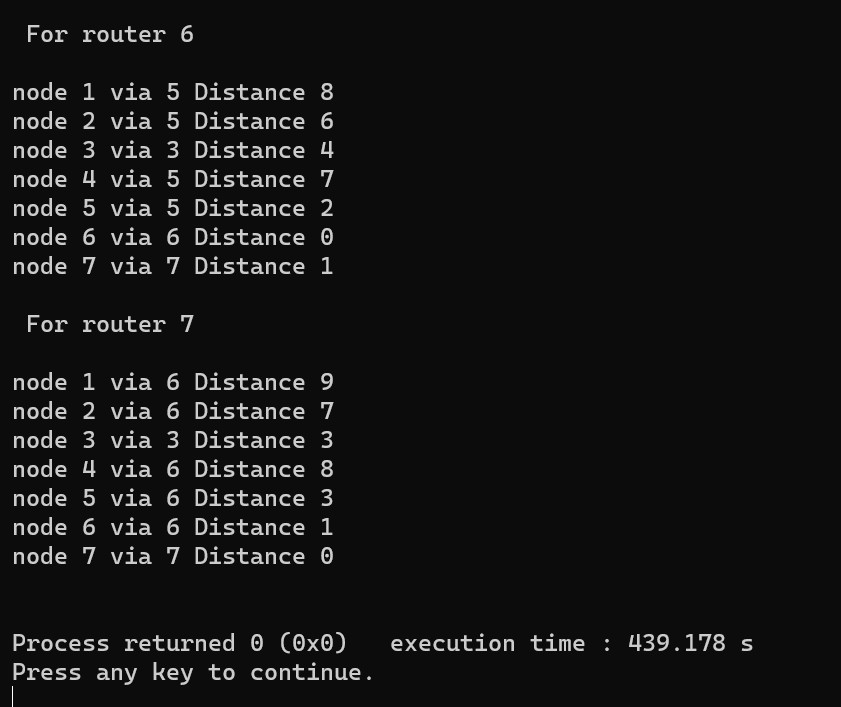 For router 6
node 1 via 5 Distance 8
node 2 via 5 Distance 6
node 3 via 3 Distance 4
node 4 via 5 Distance 7
node 5 via 5 Distance 2
node 6 via 6 Distance 0
node 7 via 7 Distance 1
For router 7
node 1 via 6 Distance 9
node 2 via 6 Distance 7
node 3 via 3 Distance 3
node 4 via 6 Distance 8
node 5 via 6 Distance 3
node 6 via 6 Distance 1
node 7 via 7 Distance 0
Process returned 0 (0x0)   execution time : 439.178 s
Press any key to continue.